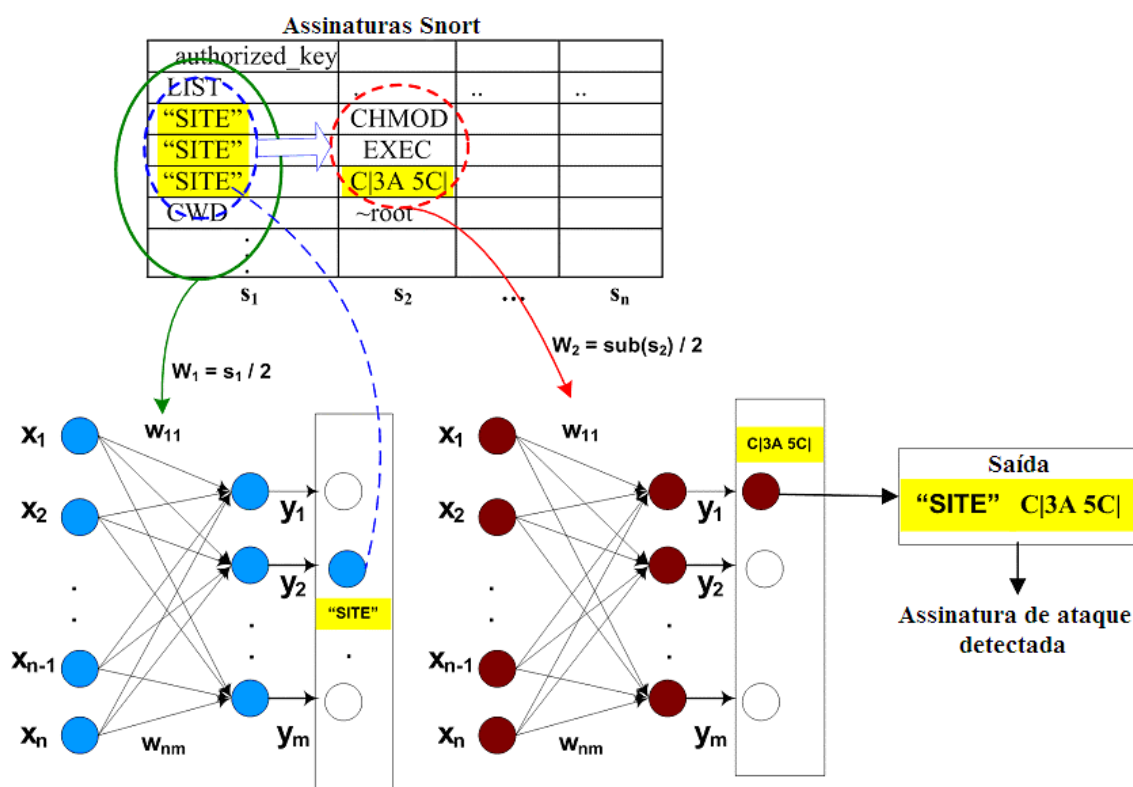 Assinaturas Snort
authorized_key
LIST .. .. ..
“SITE” CHMOD
“SITE” EXEC
“SITE” C|3A 5C|
CWD ~root
.
.
.
s1 s2 ... sn
W1 = s1 / 2
W2 = sub(s2) / 2
x1 w11
x2 y1
. y2
. “SITE”
xn-1 . .
xn wnm ym
x1 w11 C|3A 5C|
x2 y1
. y2
. .
xn-1 .
xn wnm ym
Saída
“SITE” C|3A 5C|
Assinatura de ataque
detectada